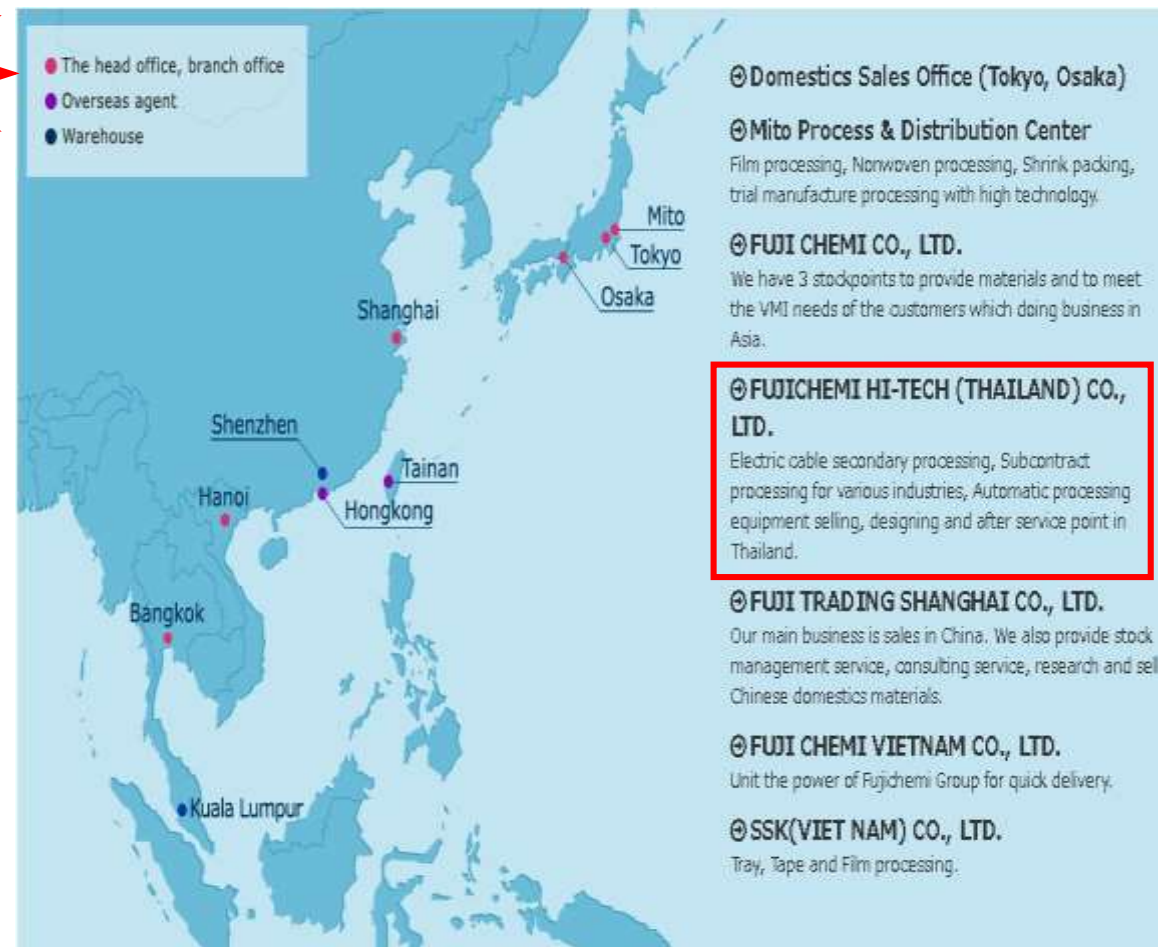 The head office, branch office
Overseas agent
Warehouse
Mito
Tokyo
Osaka
Shanghai
Shenzhen
Tainan
Hanoi
Hongkong
Bangkok
Kuala Lumpur
Domestics Sales Office (Tokyo, Osaka)
Mito Process & Distribution Center
Film processing, Nonwoven processing, Shrink packing,
trial manufacture processing with high technology.
FUJI CHEMI CO., LTD.
We have 3 stockpoints to provide materials and to meet
the VMI needs of the customers which doing business in
Asia.
FUJICHEMI HI-TECH (THAILAND) CO.,
LTD.
Electric cable secondary processing, Subcontract
processing for various industries, Automatic processing
equipment selling, designing and after service point in
Thailand.
FUJI TRADING SHANGHAI CO., LTD.
Our main business is sales in China. We also provide stock
management service, consulting service, research and sell
Chinese domestics materials.
FUJI CHEMI VIETNAM CO., LTD.
Unit the power of Fujichemi Group for quick delivery.
SSK(VIET NAM) CO., LTD.
Tray, Tape and Film processing.